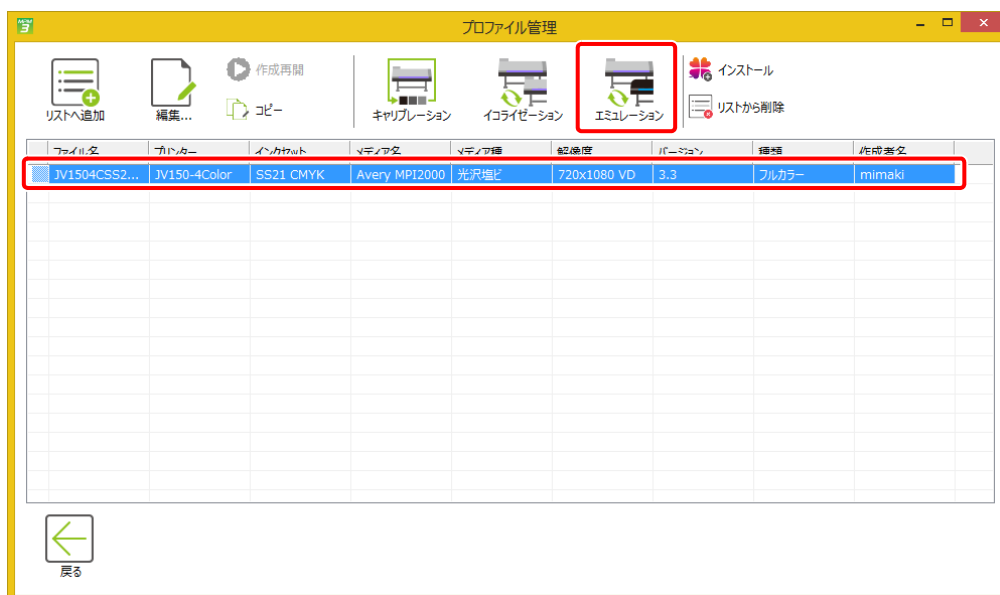 MPM
3
プロファイル管理
作成再開
インストール
コピー
リストから削除
リストへ追加 編集... キャリブレーション イコライゼーション エミュレーション
ファイル名 プリンター インクセット メディア名 メディア種 解像度 バージョン 種類 作成者名
JV1504CSS2... JV150-4Color SS21 CMYK Avery MPI2000 光沢塩ビ 720x1080 VD 3.3 フルカラー mimaki
戻る